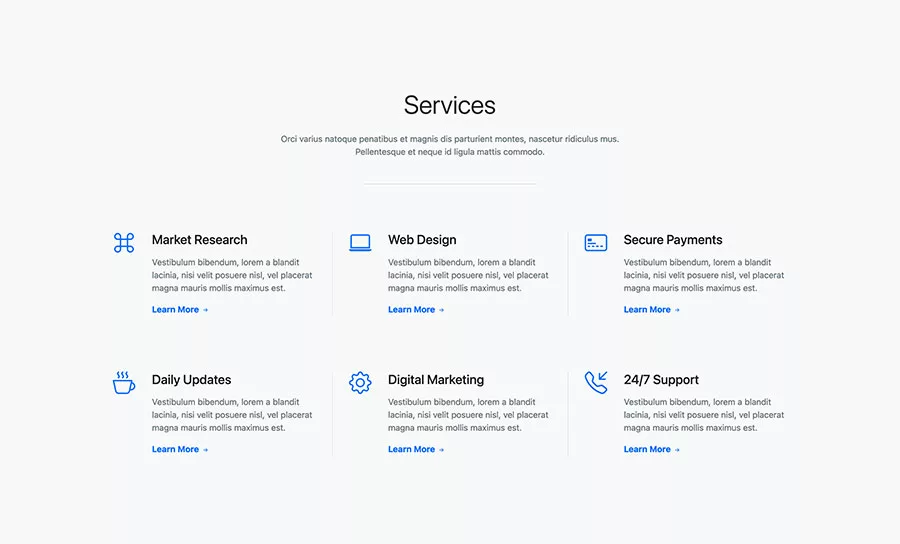 Services
Orci varius natoque penatibus et magnis dis parturient montes, nascetur ridiculus mus.
Pellentesque et neque id ligula mattis commodo.
Market Research
Vestibulum bibendum, lorem a blandit
lacinia, nisi velit posuere nisl, vel placerat
magna mauris mollis maximus est.
Learn More →
Web Design
Vestibulum bibendum, lorem a blandit
lacinia, nisi velit posuere nisl, vel placerat
magna mauris mollis maximus est.
Learn More →
Secure Payments
Vestibulum bibendum, lorem a blandit
lacinia, nisi velit posuere nisl, vel placerat
magna mauris mollis maximus est.
Learn More →
Daily Updates
Vestibulum bibendum, lorem a blandit
lacinia, nisi velit posuere nisl, vel placerat
magna mauris mollis maximus est.
Learn More →
Digital Marketing
Vestibulum bibendum, lorem a blandit
lacinia, nisi velit posuere nisl, vel placerat
magna mauris mollis maximus est.
Learn More →
24/7 Support
Vestibulum bibendum, lorem a blandit
lacinia, nisi velit posuere nisl, vel placerat
magna mauris mollis maximus est.
Learn More →